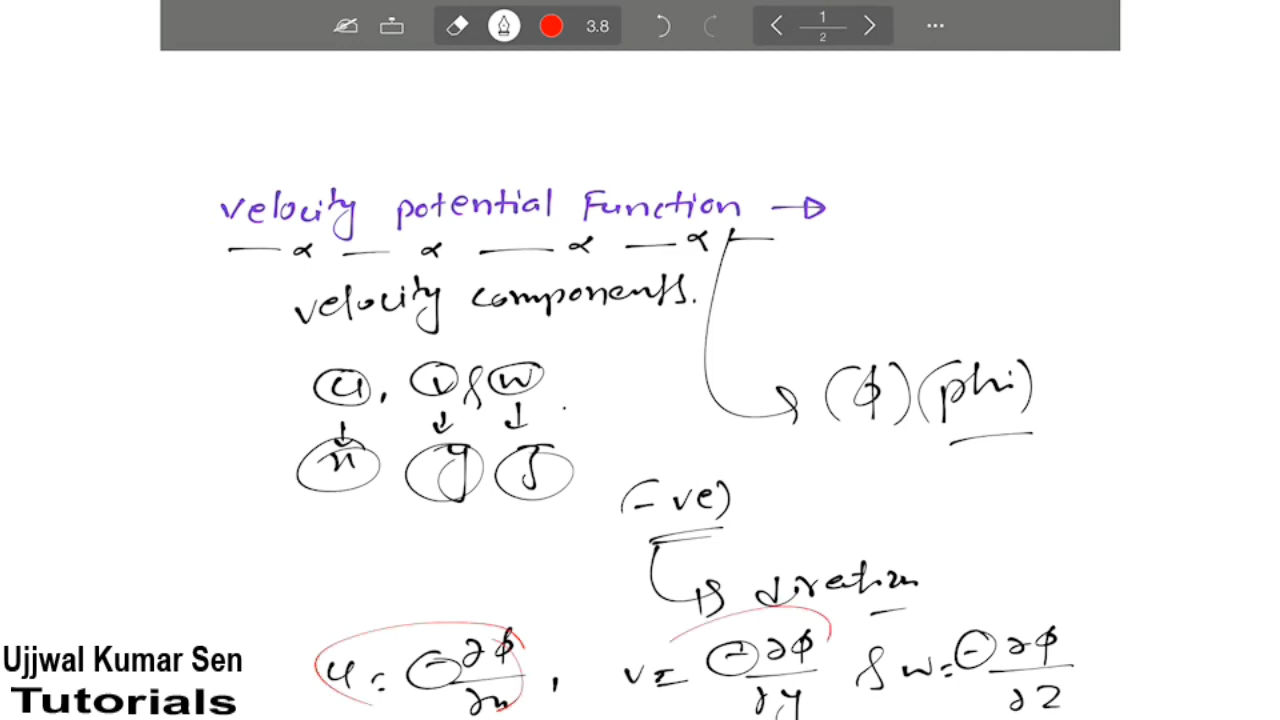 3.8
1
2
velocity potential Function →
velocity components.
u, v & w
(ϕ) (phi)
x y z
(- ve)
direction
u = -∂ϕ/∂x , v = -∂ϕ/∂y & w = -∂ϕ/∂z
Ujjwal Kumar Sen
Tutorials